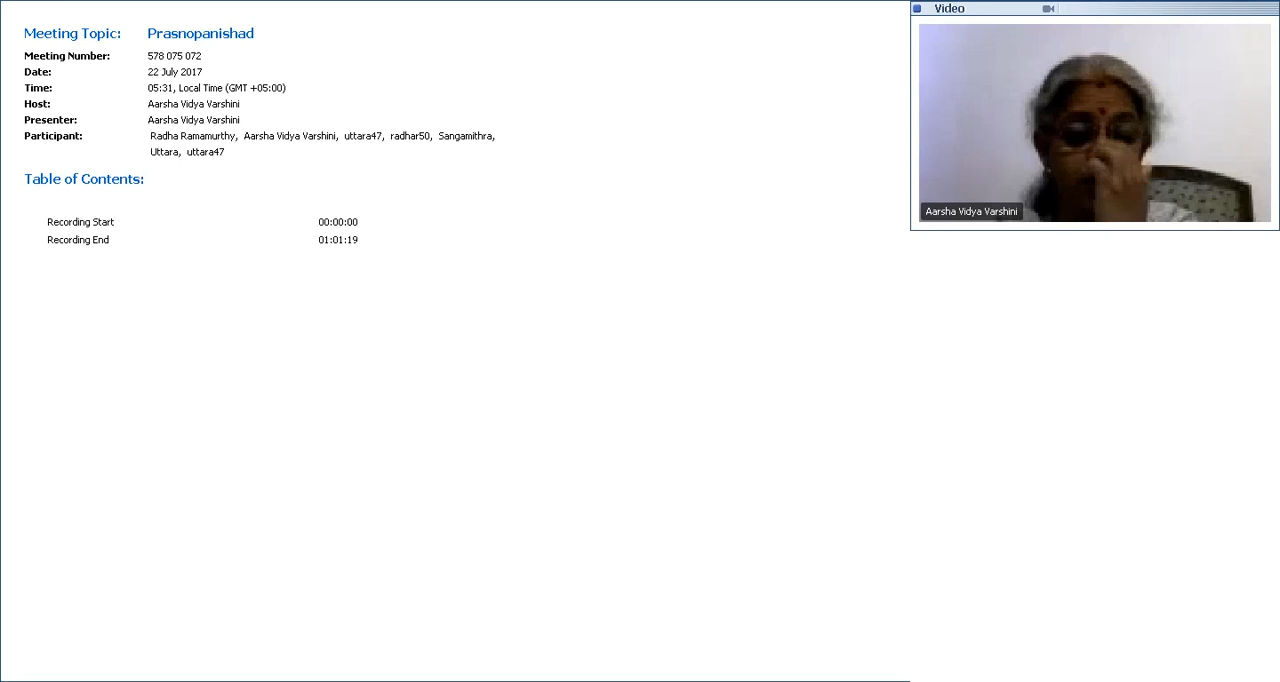 Meeting Topic: Prasnopanishad
Meeting Number: 578 075 072
Date: 22 July 2017
Time: 05:31, Local Time (GMT +05:00)
Host: Aarsha Vidya Varshini
Presenter: Aarsha Vidya Varshini
Participant: Radha Ramamurthy, Aarsha Vidya Varshini, uttara47, radhar50, Sangamithra,
Uttara, uttara47
Table of Contents:
Recording Start 00:00:00
Recording End 01:01:19
Video
Aarsha Vidya Varshini